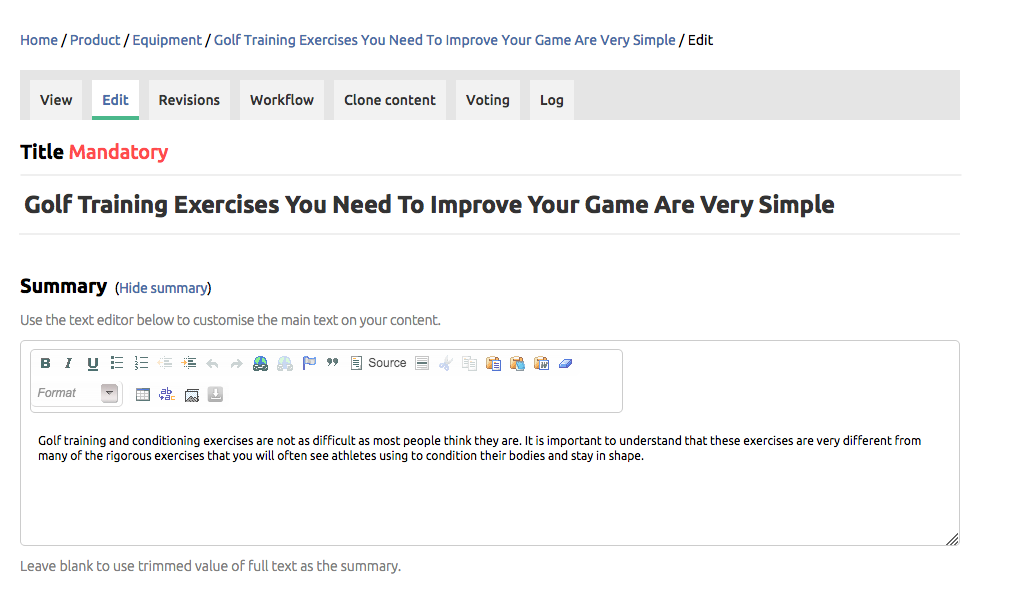 Home / Product / Equipment / Golf Training Exercises You Need To Improve Your Game Are Very Simple / Edit
View Edit Revisions Workflow Clone content Voting Log
Title Mandatory
Golf Training Exercises You Need To Improve Your Game Are Very Simple
Summary (Hide summary)
Use the text editor below to customise the main text on your content.
B I U Source
Format
Golf training and conditioning exercises are not as difficult as most people think they are. It is important to understand that these exercises are very different from
many of the rigorous exercises that you will often see athletes using to condition their bodies and stay in shape.
Leave blank to use trimmed value of full text as the summary.